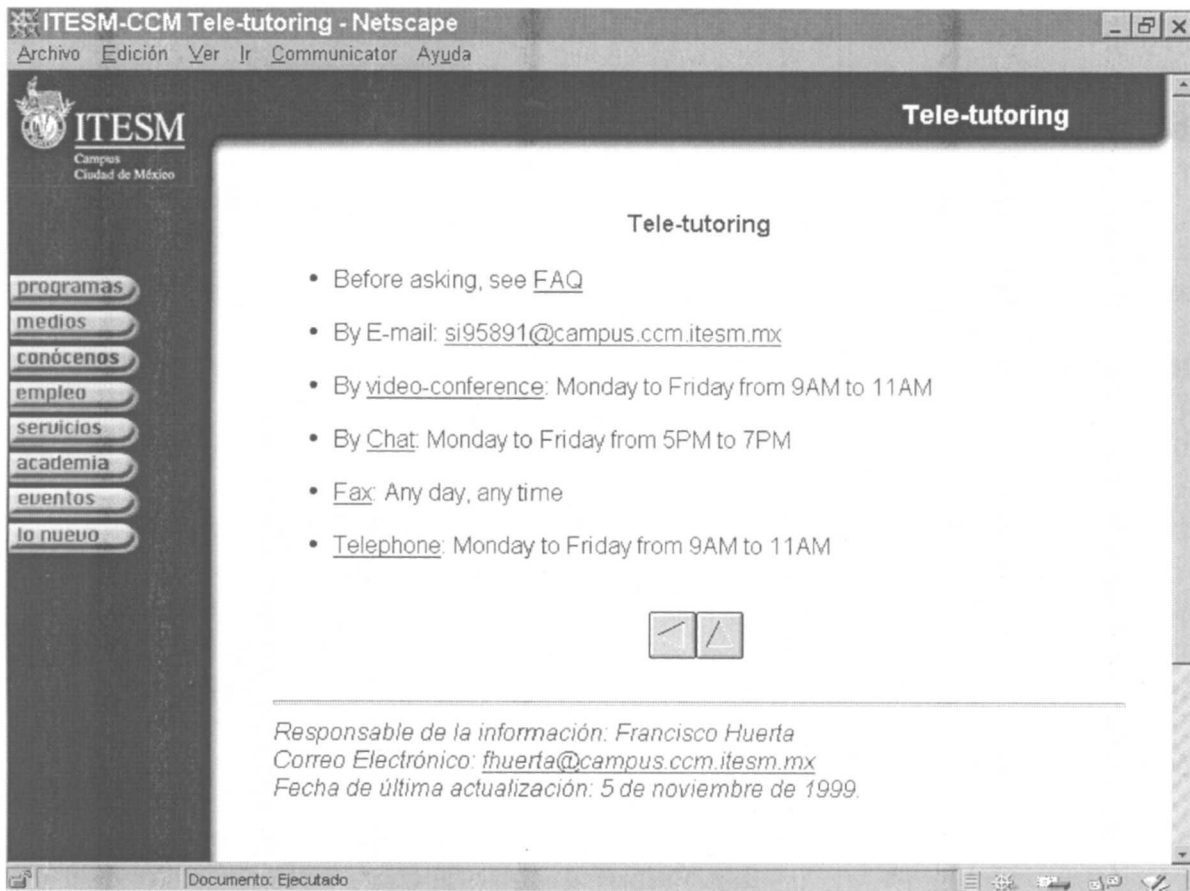 ITESM-CCM Tele-tutoring - Netscape
Archivo Edición Ver Ir Communicator Ayuda
ITESM
Campus
Ciudad de México
Tele-tutoring
programas
medios
conócenos
empleo
servicios
academia
eventos
lo nuevo
Tele-tutoring
• Before asking, see FAQ
• By E-mail: si95891@campus.ccm.itesm.mx
• By video-conference: Monday to Friday from 9AM to 11AM
• By Chat: Monday to Friday from 5PM to 7PM
• Fax: Any day, any time
• Telephone: Monday to Friday from 9AM to 11AM
Responsable de la información: Francisco Huerta
Correo Electrónico: fhuerta@campus.ccm.itesm.mx
Fecha de última actualización: 5 de noviembre de 1999.
Documento: Ejecutado